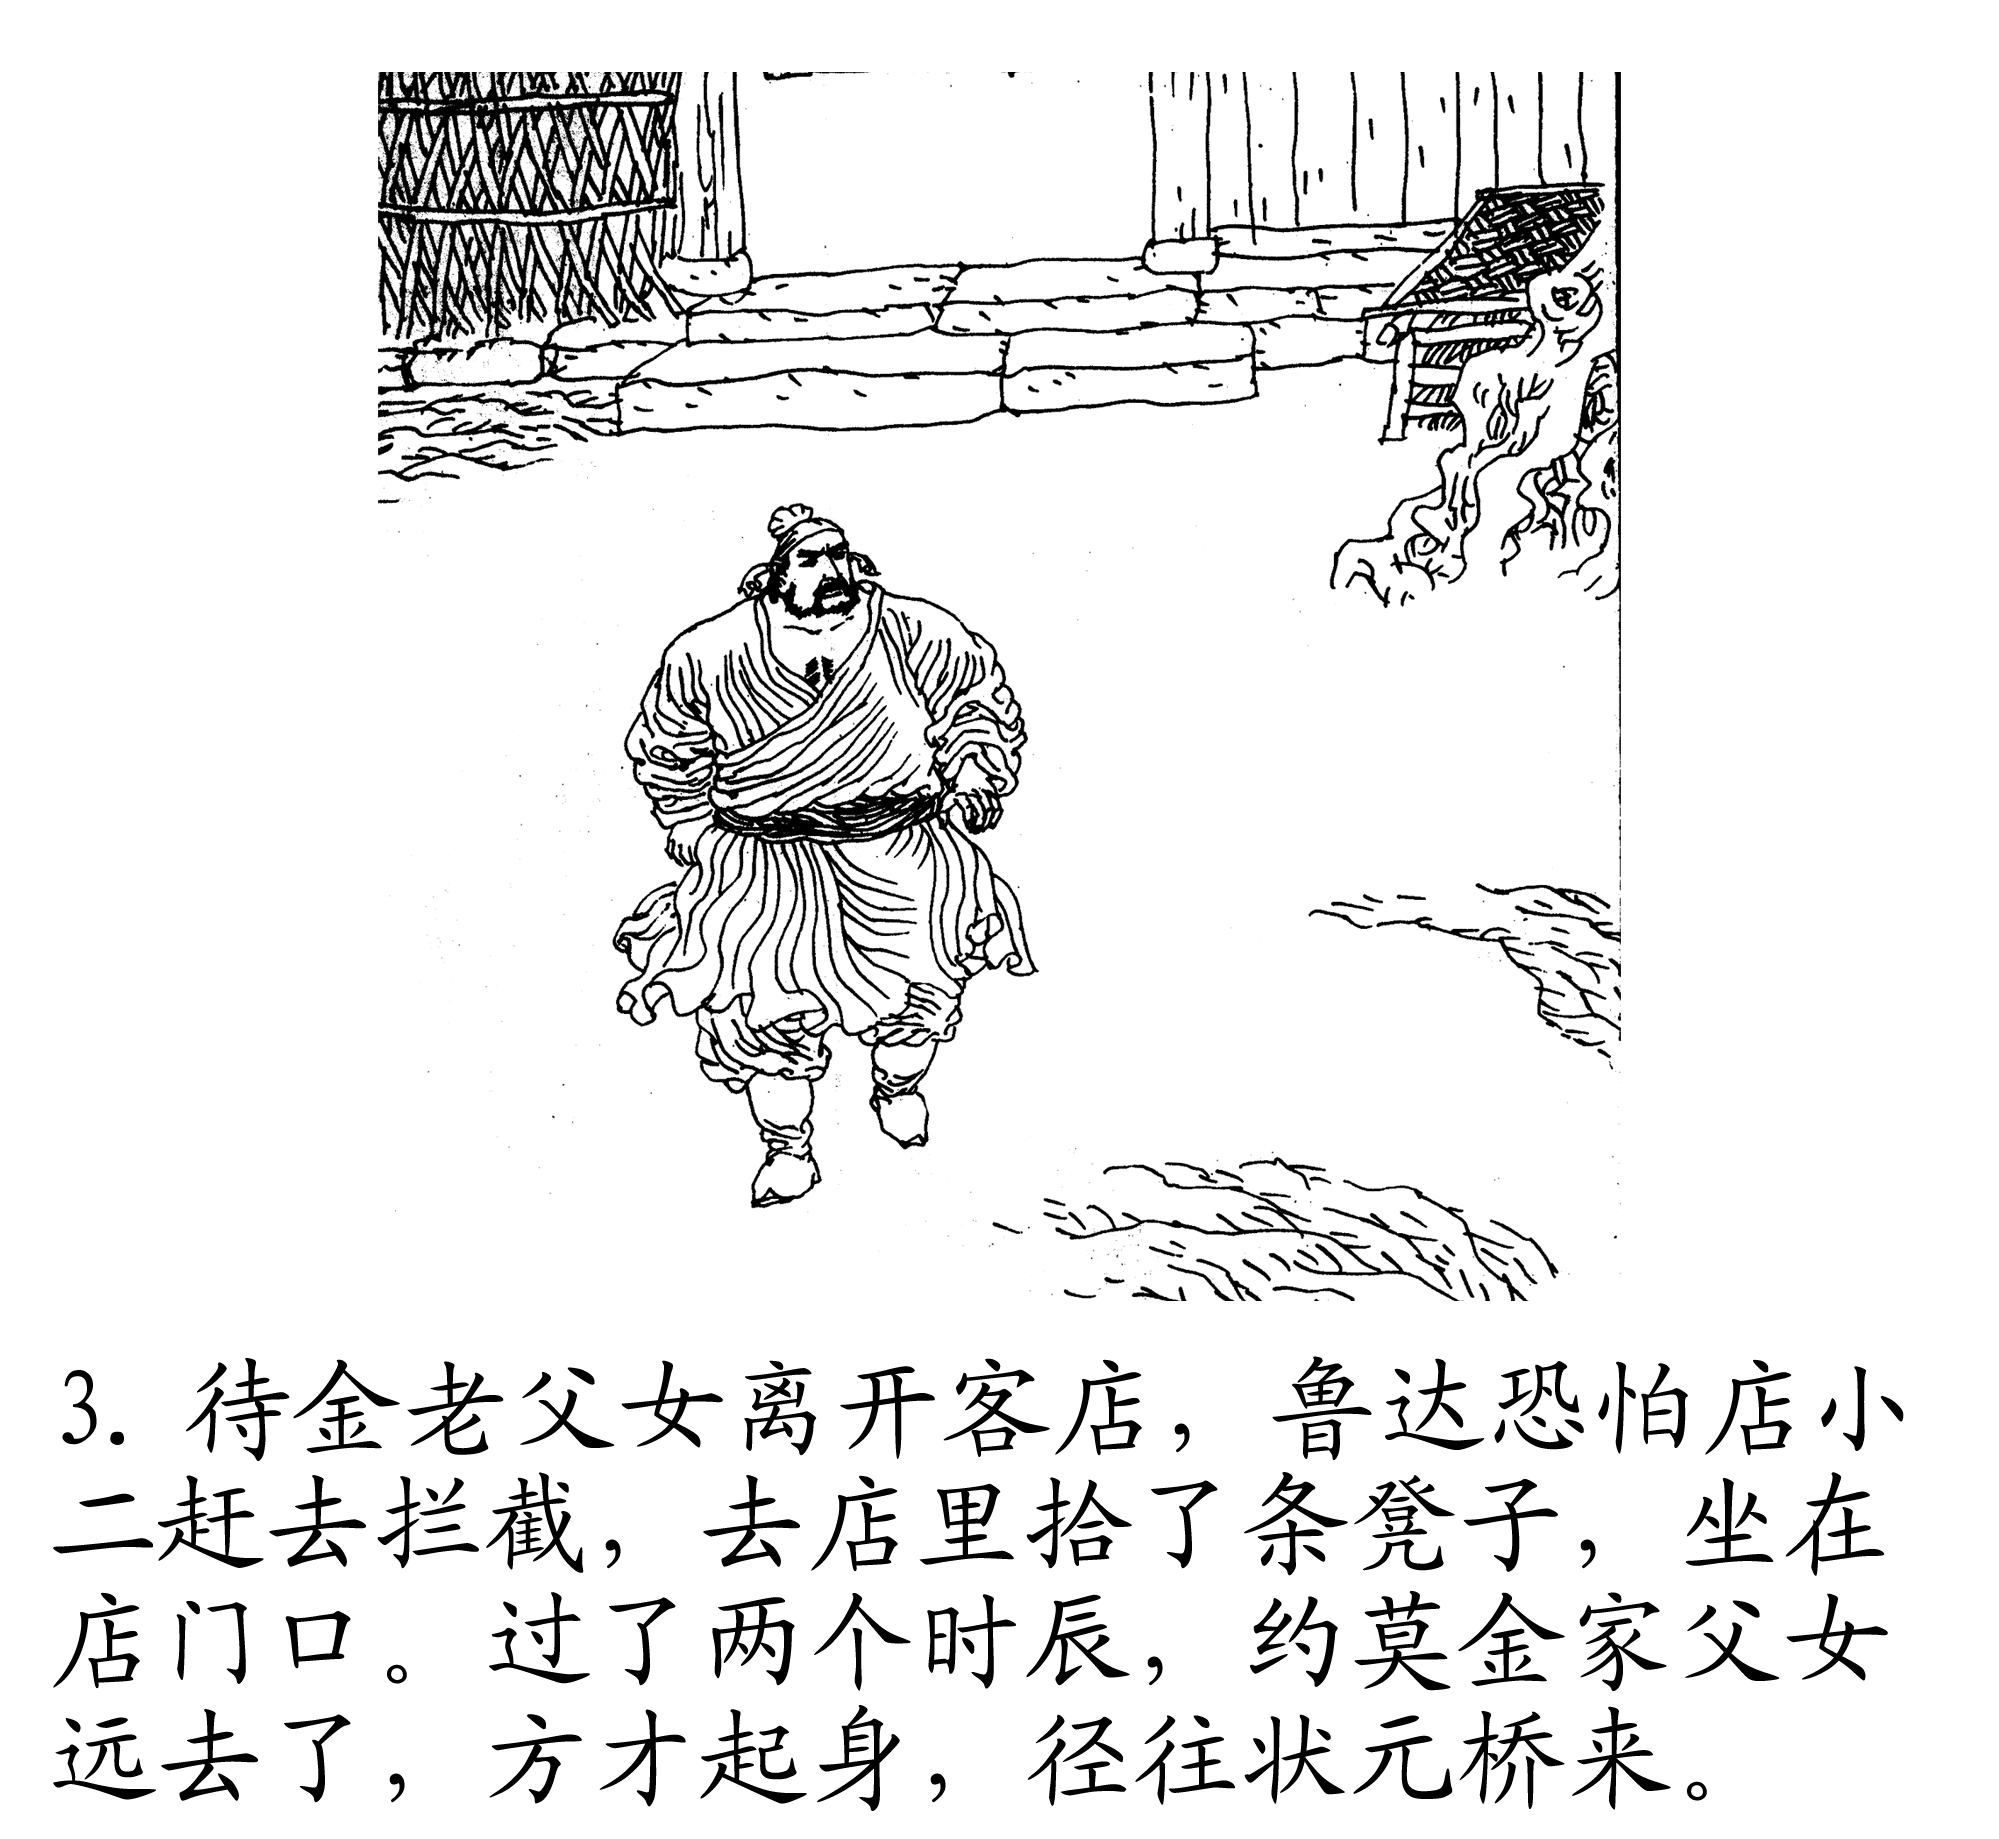 3. 待金老父女离开客店，鲁达恐怕店小
二赶去拦截，去店里拾了条凳子，坐在
店门口。过了两个时辰，约莫金家父女
远去了，方才起身，径往状元桥来。